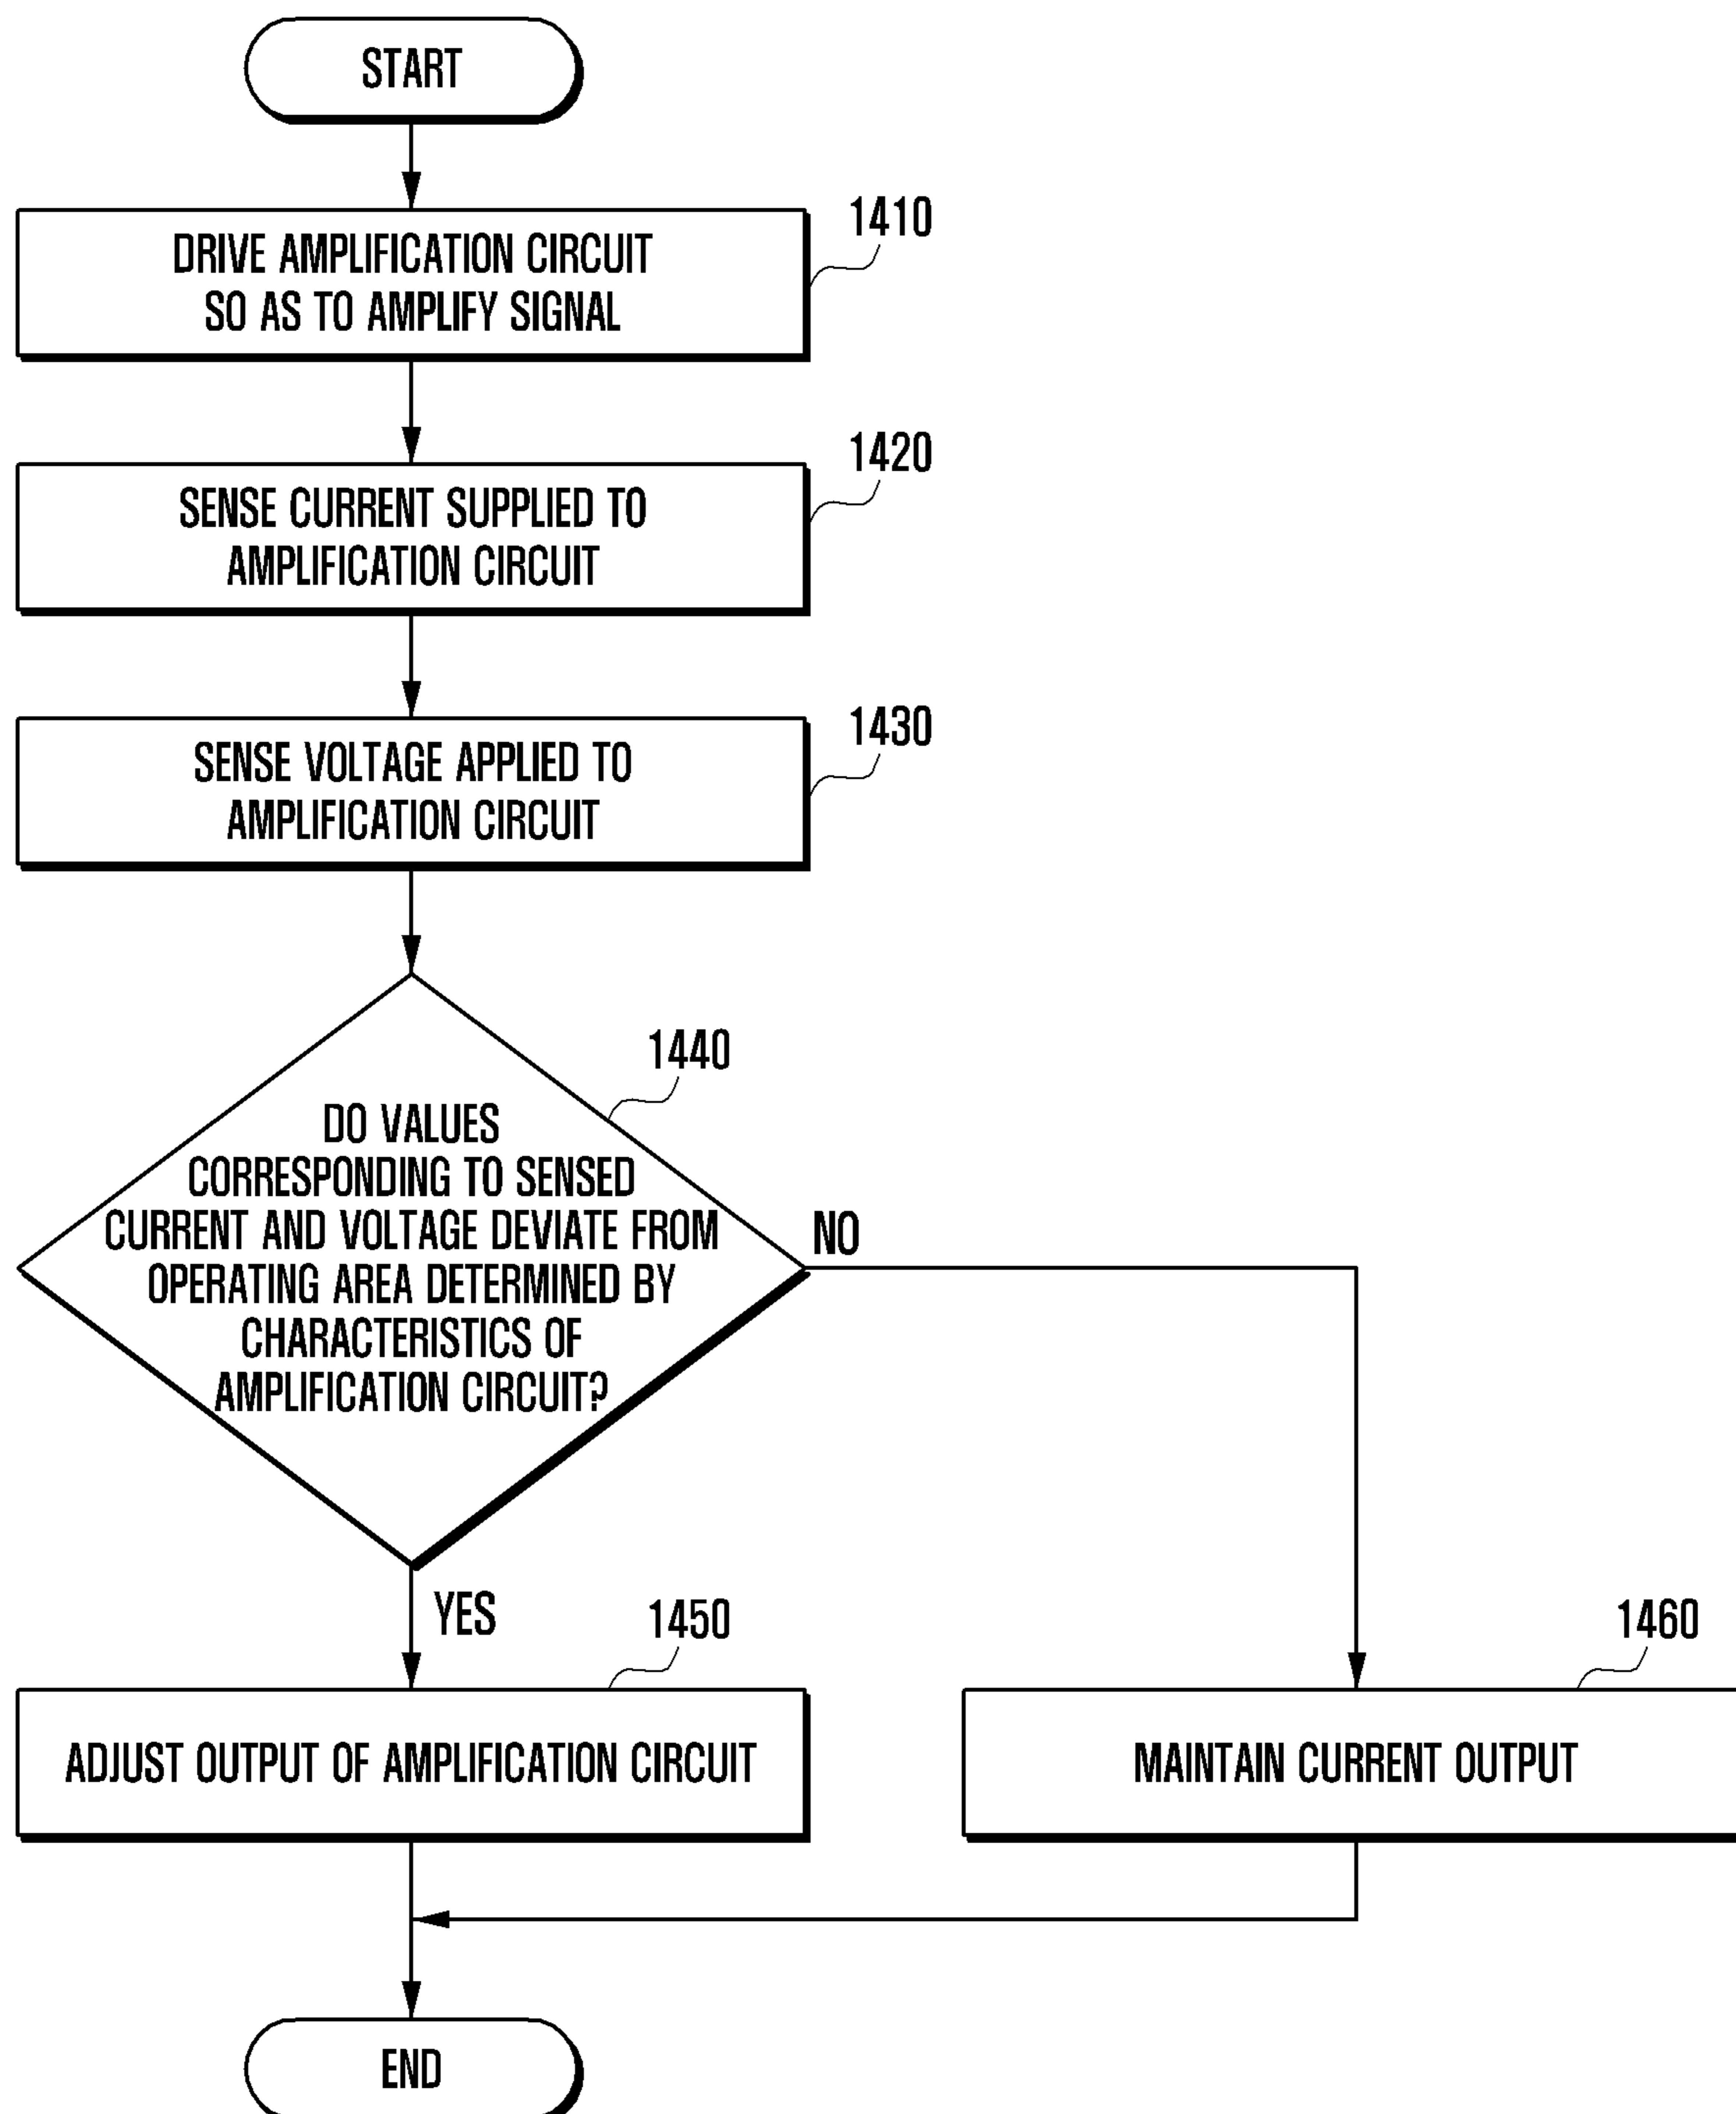 START
1410
DRIVE AMPLIFICATION CIRCUIT
SO AS TO AMPLIFY SIGNAL
1420
SENSE CURRENT SUPPLIED TO
AMPLIFICATION CIRCUIT
1430
SENSE VOLTAGE APPLIED TO
AMPLIFICATION CIRCUIT
1440
DO VALUES
CORRESPONDING TO SENSED
CURRENT AND VOLTAGE DEVIATE FROM
OPERATING AREA DETERMINED BY
CHARACTERISTICS OF
AMPLIFICATION CIRCUIT?
NO
YES
1450
ADJUST OUTPUT OF AMPLIFICATION CIRCUIT
1460
MAINTAIN CURRENT OUTPUT
END